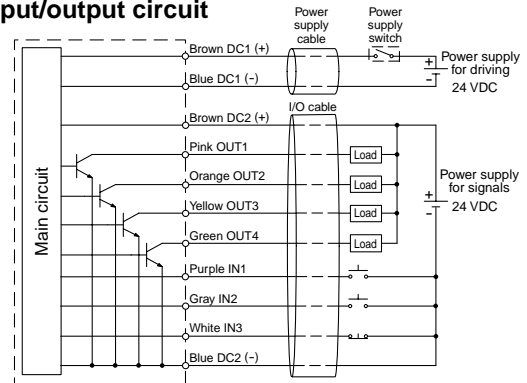 put/output circuit
Power supply cable
Power supply switch
Brown DC1 (+)
Blue DC1 (-)
+
-
Power supply for driving 24 VDC
Brown DC2 (+)
I/O cable
Pink OUT1
Load
Orange OUT2
Load
Yellow OUT3
Load
Green OUT4
Load
Main circuit
+
-
Power supply for signals 24 VDC
Purple IN1
Gray IN2
White IN3
Blue DC2 (-)